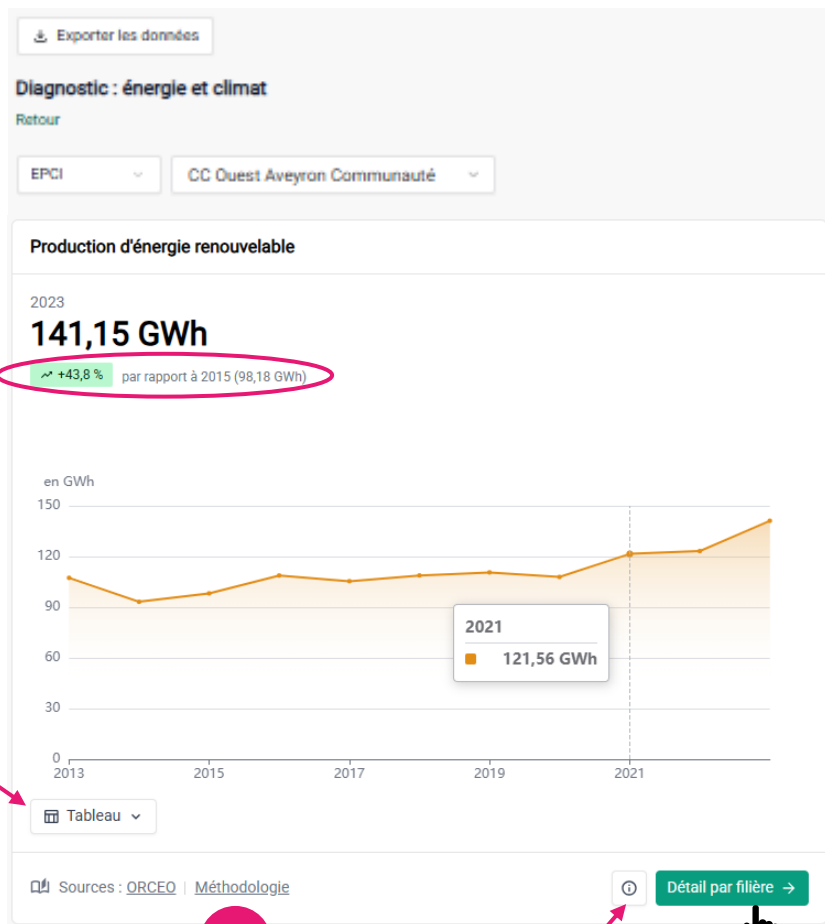 Exporter les données
Diagnostic : énergie et climat
Retour
EPCI
CC Ouest Aveyron Communauté
Production d'énergie renouvelable
2023
141,15 GWh
+43,8 % par rapport à 2015 (98,18 GWh)
en GWh
150
120
90
60
30
0
2021
121,56 GWh
2013 2015 2017 2019 2021
Tableau
Sources : ORCEO | Méthodologie
Détail par filière →